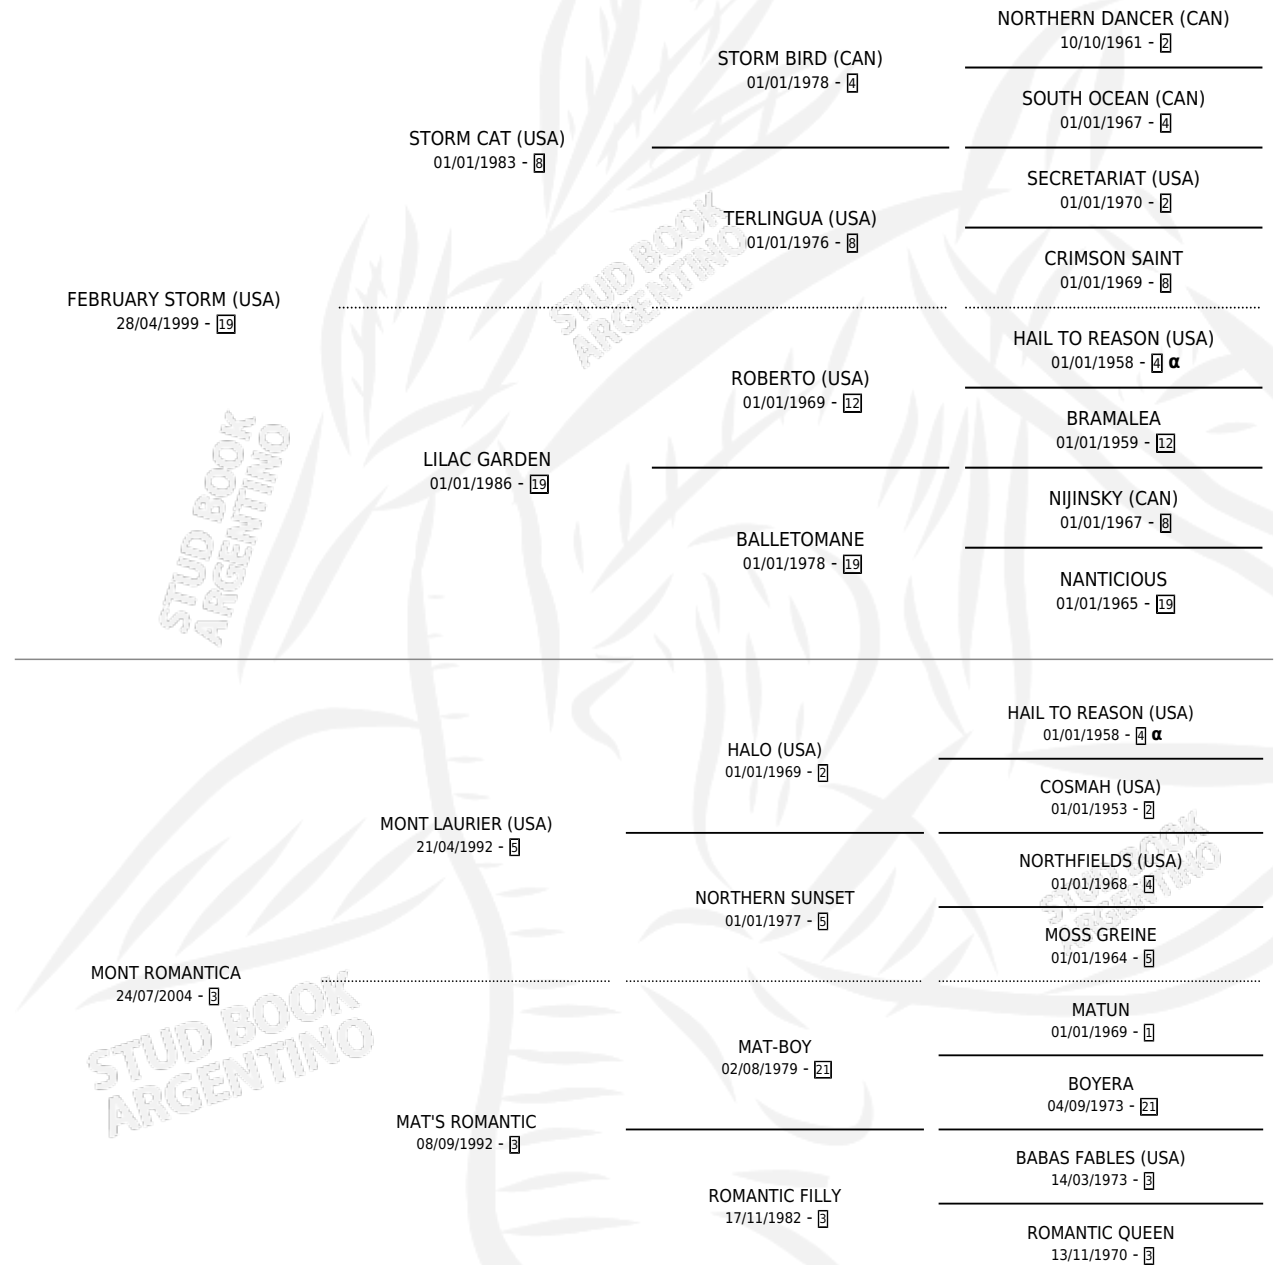 NORTHERN DANCER (CAN)
10/10/1961 - 2
STORM BIRD (CAN)
01/01/1978 - 4
SOUTH OCEAN (CAN)
01/01/1967 - 4
STORM CAT (USA)
01/01/1983 - 8
SECRETARIAT (USA)
01/01/1970 - 2
TERLINGUA (USA)
01/01/1976 - 8
CRIMSON SAINT
01/01/1969 - 8
FEBRUARY STORM (USA)
28/04/1999 - 19
HAIL TO REASON (USA)
01/01/1958 - 4 α
ROBERTO (USA)
01/01/1969 - 12
BRAMALEA
01/01/1959 - 12
LILAC GARDEN
01/01/1986 - 19
NIJINSKY (CAN)
01/01/1967 - 8
BALLETOMANE
01/01/1978 - 19
NANTICIOUS
01/01/1965 - 19
HAIL TO REASON (USA)
01/01/1958 - 4 α
HALO (USA)
01/01/1969 - 2
COSMAH (USA)
01/01/1953 - 2
MONT LAURIER (USA)
21/04/1992 - 5
NORTHFIELDS (USA)
01/01/1968 - 4
NORTHERN SUNSET
01/01/1977 - 5
MOSS GREINE
01/01/1964 - 5
MONT ROMANTICA
24/07/2004 - 3
MATUN
01/01/1969 - 1
MAT-BOY
02/08/1979 - 21
BOYERA
04/09/1973 - 21
MAT'S ROMANTIC
08/09/1992 - 3
BABAS FABLES (USA)
14/03/1973 - 3
ROMANTIC FILLY
17/11/1982 - 3
ROMANTIC QUEEN
13/11/1970 - 3
STUD BOOK
ARGENTINO
STUD BOOK
ARGENTINO
STUD BOOK
ARGENTINO
STUD BOOK
ARGENTINO